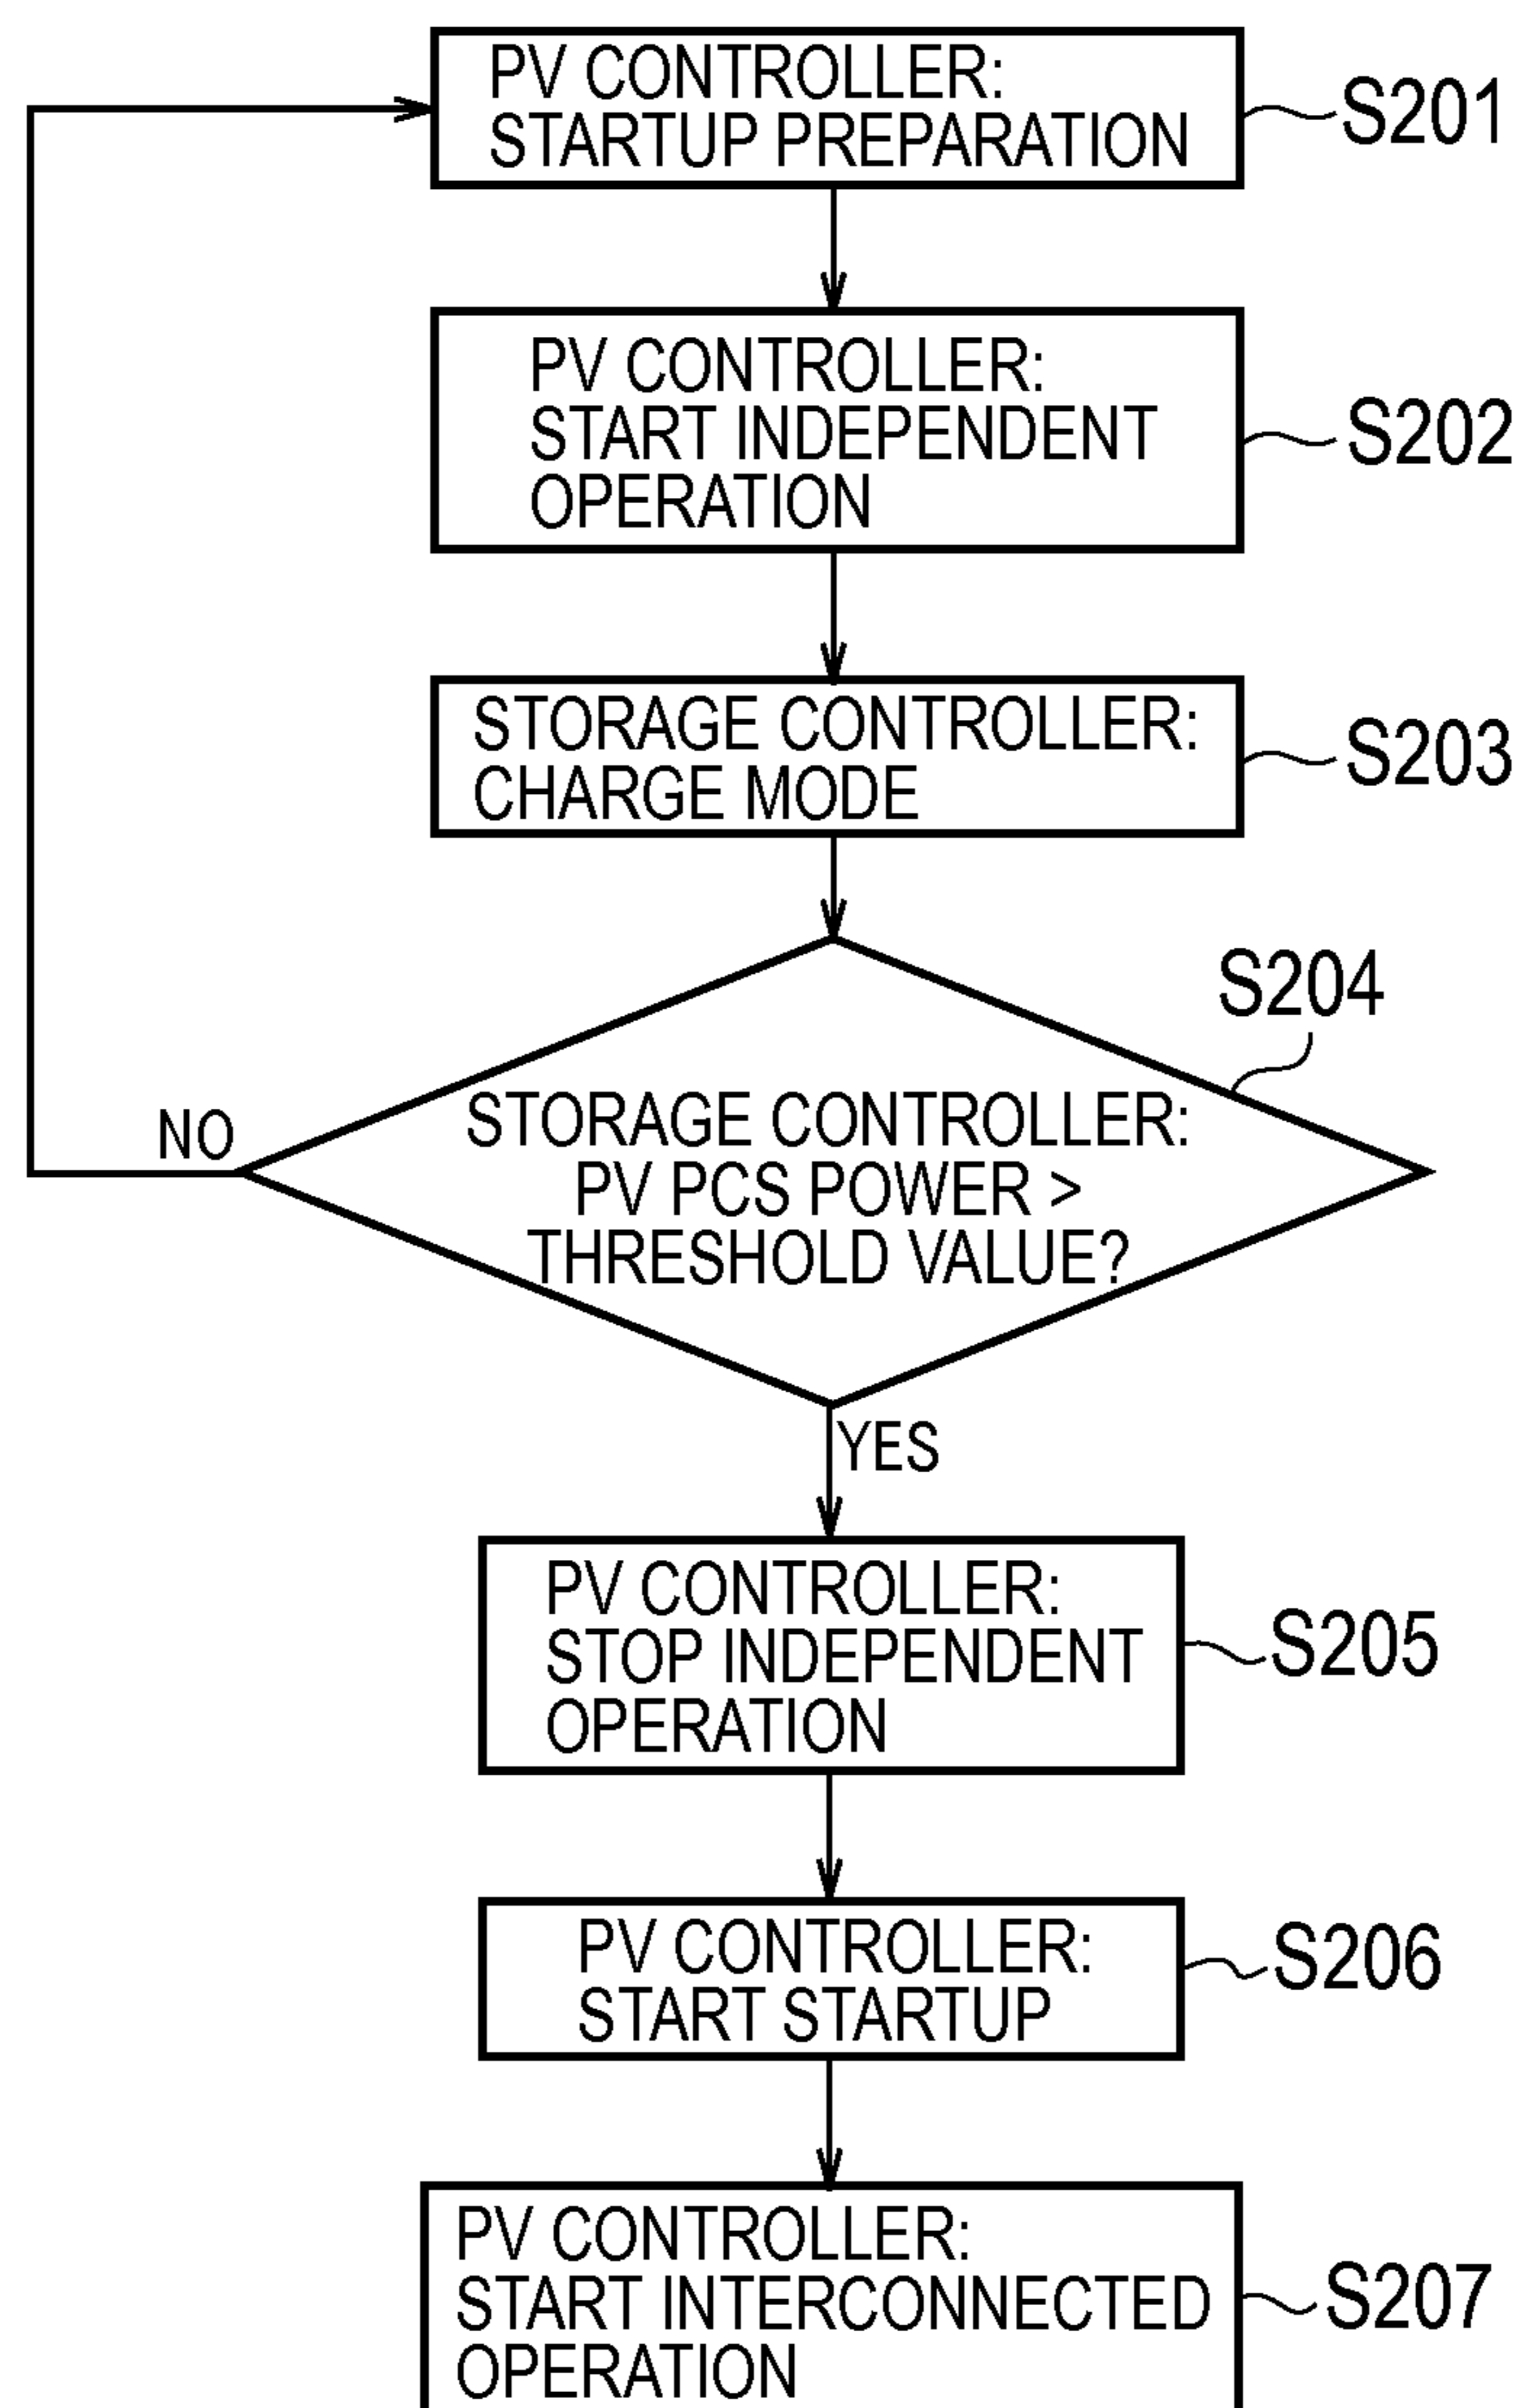 PV CONTROLLER:
STARTUP PREPARATION
S201
PV CONTROLLER:
START INDEPENDENT
OPERATION
S202
STORAGE CONTROLLER:
CHARGE MODE
S203
S204
STORAGE CONTROLLER:
PV PCS POWER >
THRESHOLD VALUE?
NO
YES
PV CONTROLLER:
STOP INDEPENDENT
OPERATION
S205
PV CONTROLLER:
START STARTUP
S206
PV CONTROLLER:
START INTERCONNECTED
OPERATION
S207